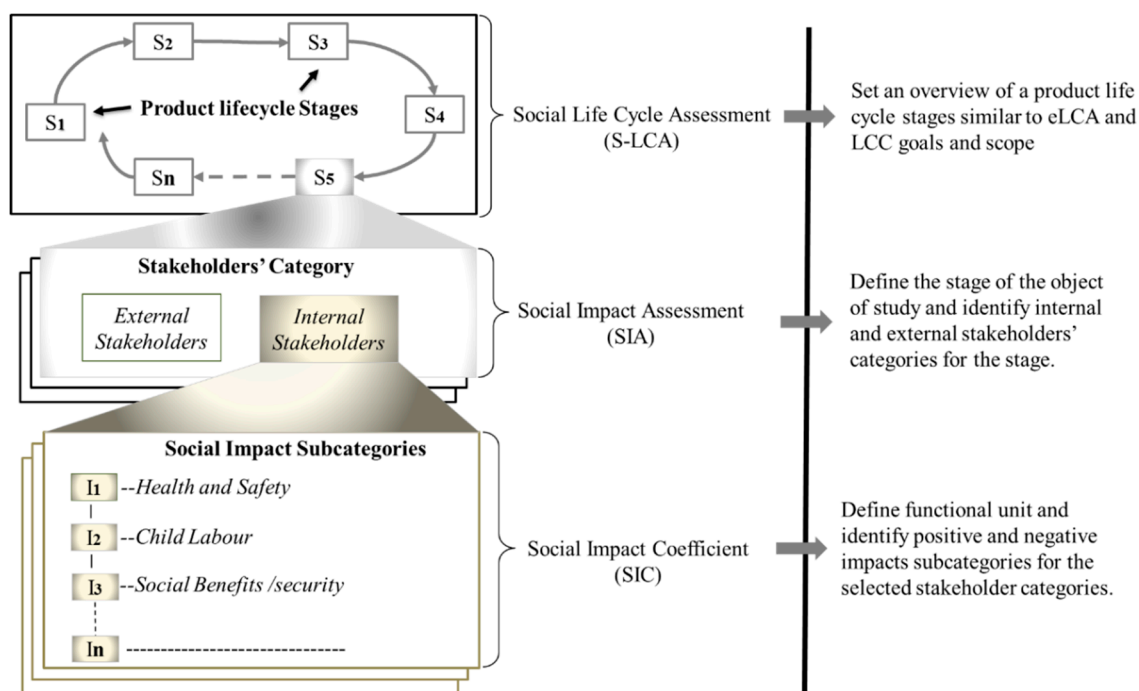 S1
S2
S3
S4
S5
Sn
Product lifecycle Stages
Social Life Cycle Assessment
(S-LCA)
Set an overview of a product life
cycle stages similar to eLCA and
LCC goals and scope
Stakeholders’ Category
External
Stakeholders
Internal
Stakeholders
Social Impact Assessment
(SIA)
Define the stage of the object
of study and identify internal
and external stakeholders’
categories for the stage.
Social Impact Subcategories
I1 --Health and Safety
I2 --Child Labour
I3 --Social Benefits /security
In -----------------------------
Social Impact Coefficient
(SIC)
Define functional unit and
identify positive and negative
impacts subcategories for the
selected stakeholder categories.